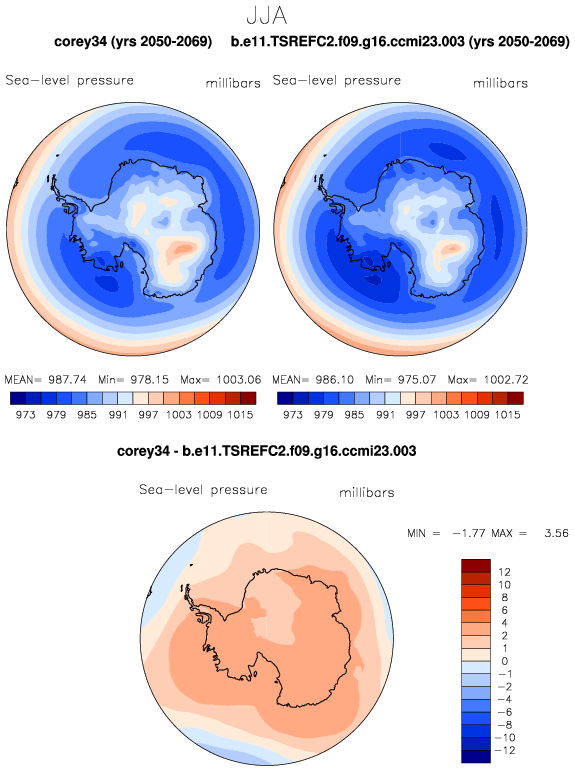 JJA
corey34 (yrs 2050-2069) b.e11.TSREFC2.f09.g16.ccmi23.003 (yrs 2050-2069)
Sea-level pressure millibars Sea-level pressure millibars
MEAN= 987.74 Min= 978.15 Max= 1003.06 MEAN= 986.10 Min= 975.07 Max= 1002.72
973 979 985 991 997 1003 1009 1015 973 979 985 991 997 1003 1009 1015
corey34 - b.e11.TSREFC2.f09.g16.ccmi23.003
Sea-level pressure millibars
MIN = -1.77 MAX = 3.56
12
10
8
6
4
2
1
0
-1
-2
-4
-6
-8
-10
-12